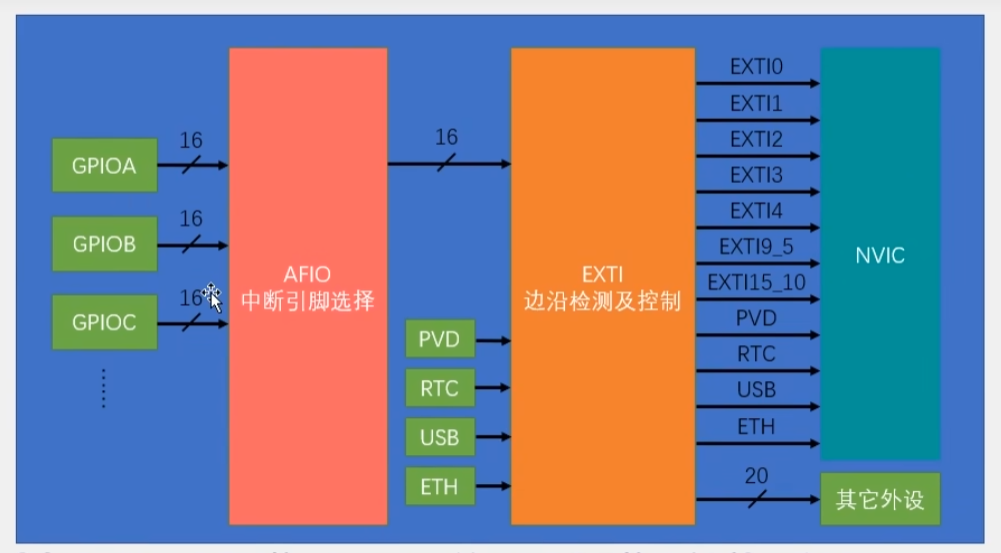 GPIOA
16
GPIOB
16
GPIOC
16
AFIO
中断引脚选择
16
PVD
RTC
USB
ETH
EXTI
边沿检测及控制
EXTI0
EXTI1
EXTI2
EXTI3
EXTI4
EXTI9_5
EXTI15_10
PVD
RTC
USB
ETH
20
NVIC
其它外设